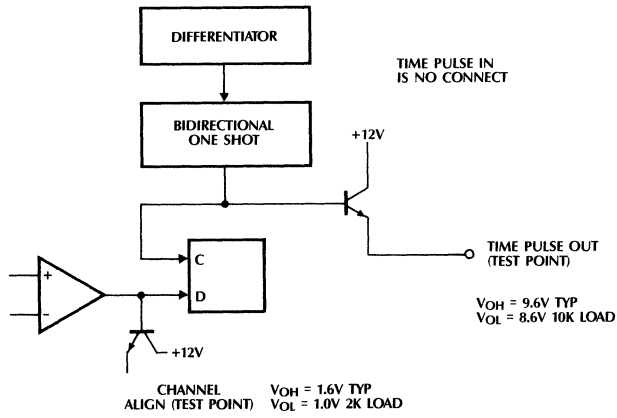 DIFFERENTIATOR
TIME PULSE IN
IS NO CONNECT
BIDIRECTIONAL
ONE SHOT
+12V
C
D
+
−
TIME PULSE OUT
(TEST POINT)
VOH = 9.6V TYP
VOL = 8.6V 10K LOAD
+12V
CHANNEL
ALIGN (TEST POINT)
VOH = 1.6V TYP
VOL = 1.0V 2K LOAD